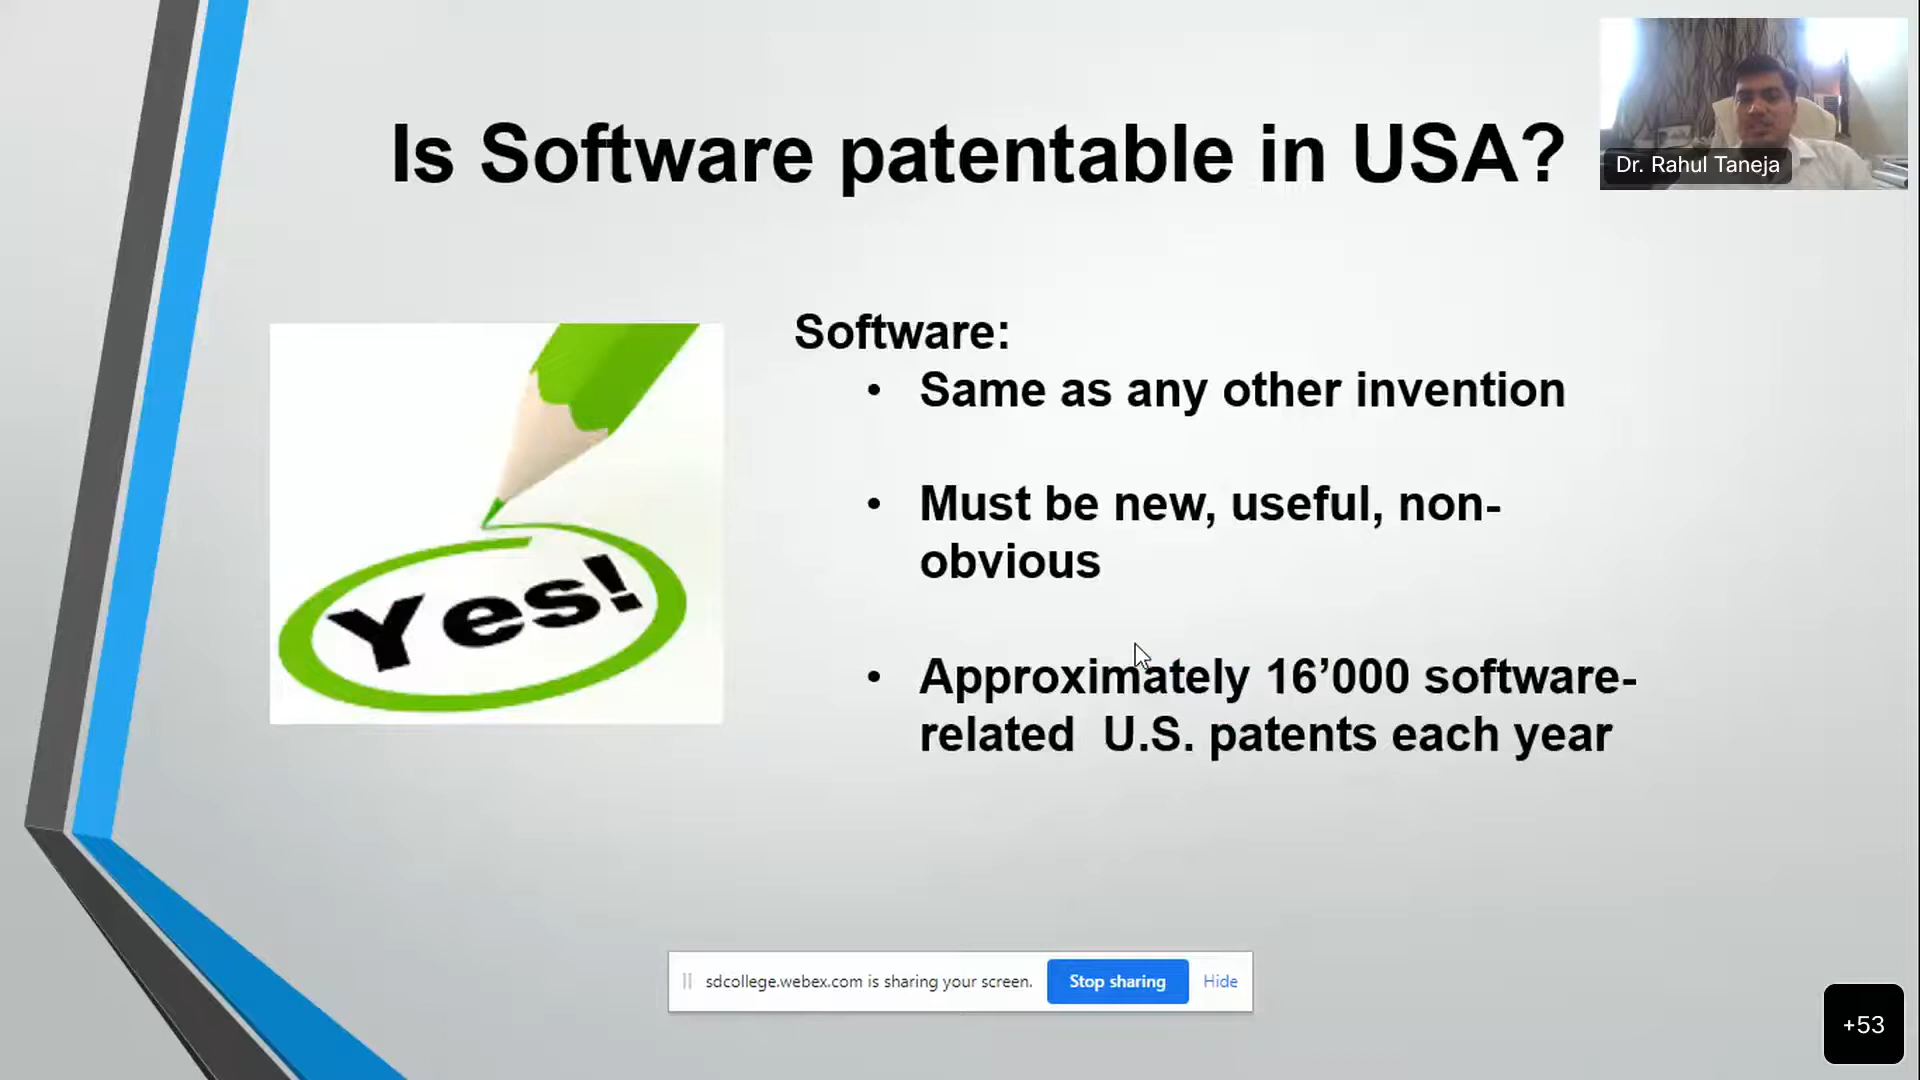 Is Software patentable in USA?
Dr. Rahul Taneja
Software:
• Same as any other invention
• Must be new, useful, non-
obvious
• Approximately 16’000 software-
related U.S. patents each year
Yes!
sdcollege.webex.com is sharing your screen. Stop sharing Hide
+53